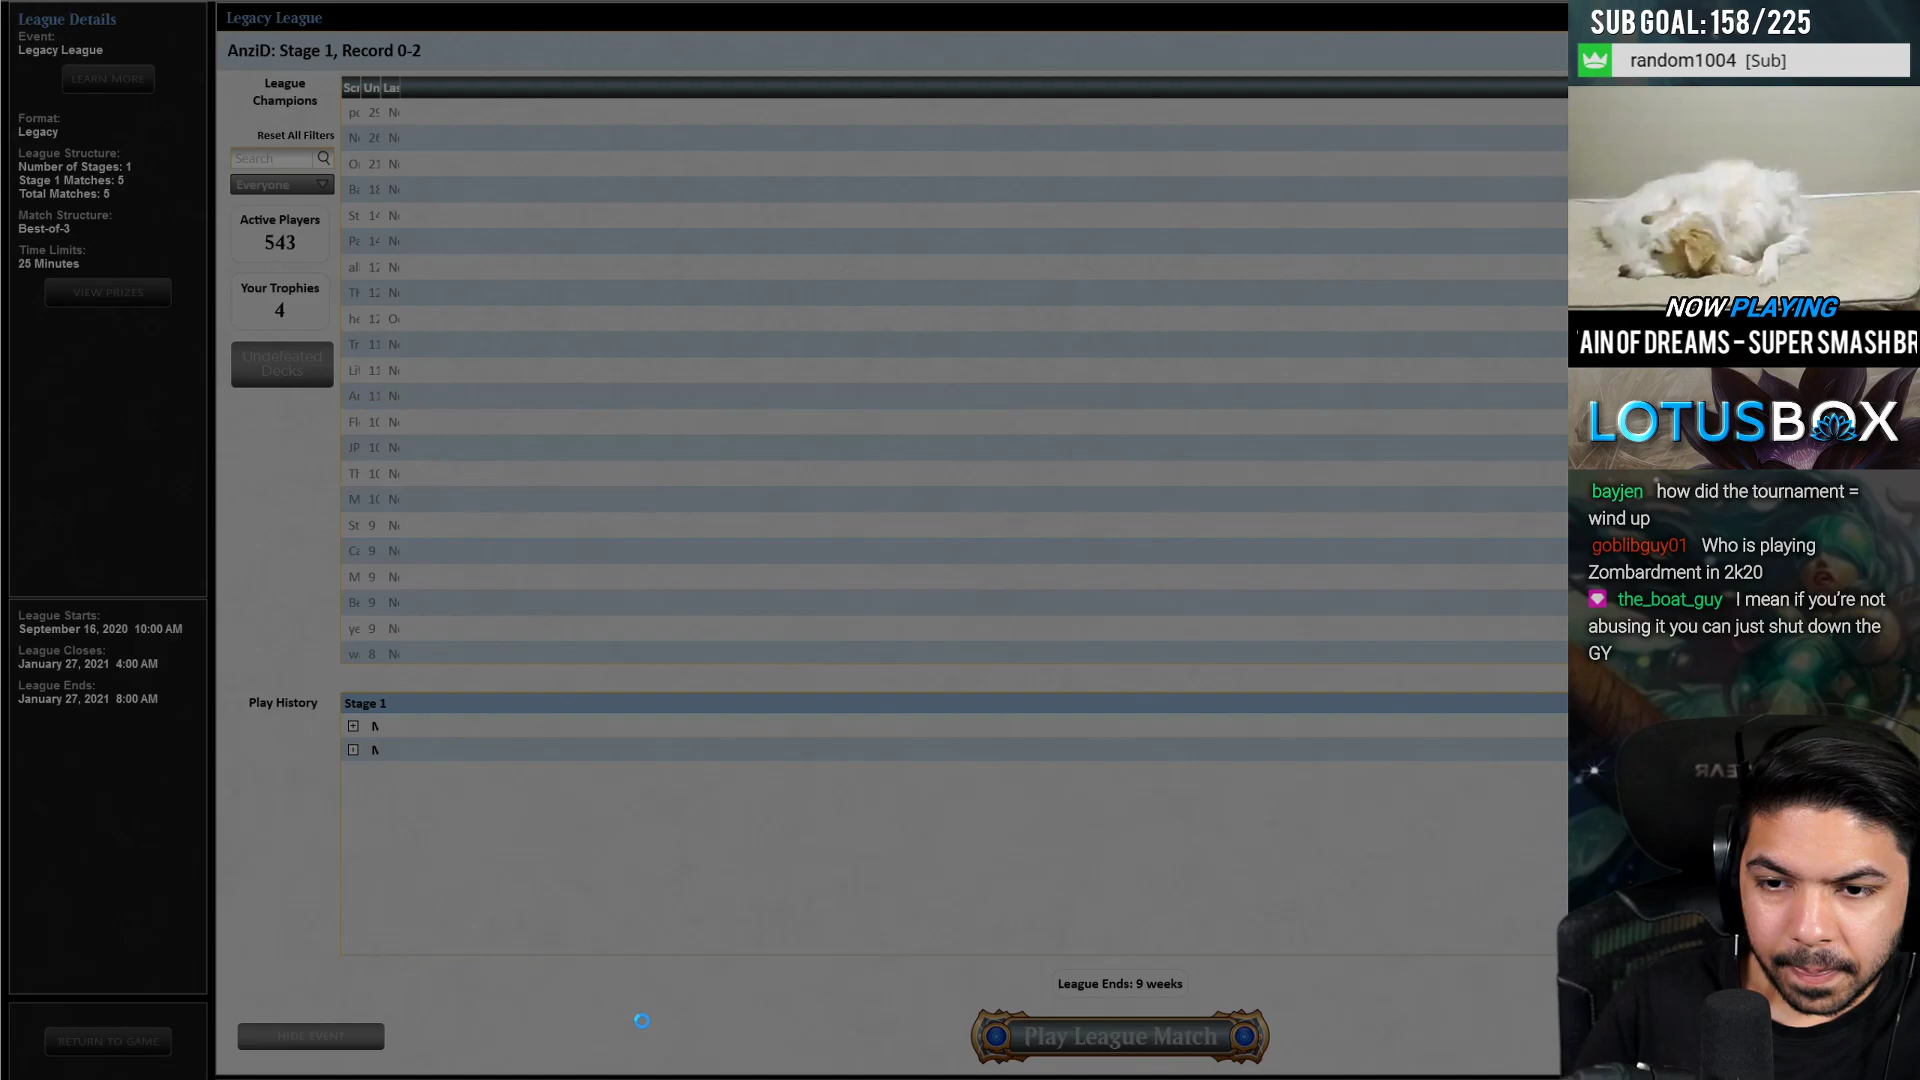 League Details
Event:
Legacy League
LEARN MORE
Format:
Legacy
League Structure:
Number of Stages: 1
Stage 1 Matches: 5
Total Matches: 5
Match Structure:
Best-of-3
Time Limits:
25 Minutes
VIEW PRIZES
League Starts:
September 16, 2020 10:00 AM
League Closes:
January 27, 2021 4:00 AM
League Ends:
January 27, 2021 8:00 AM
RETURN TO GAME
Legacy League
AnziD: Stage 1, Record 0-2
League
Champions
Reset All Filters
Search
Everyone
Active Players
543
Your Trophies
4
Undefeated
Decks
Scr Un Las
Play History
Stage 1
League Ends: 9 weeks
HIDE EVENT
Play League Match
SUB GOAL: 158/225
random1004 [Sub]
NOW PLAYING
AIN OF DREAMS - SUPER SMASH BR
LOTUSBOX
bayjen how did the tournament =
wind up
goblibguy01 Who is playing
Zombardment in 2k20
the_boat_guy I mean if you're not
abusing it you can just shut down the
GY